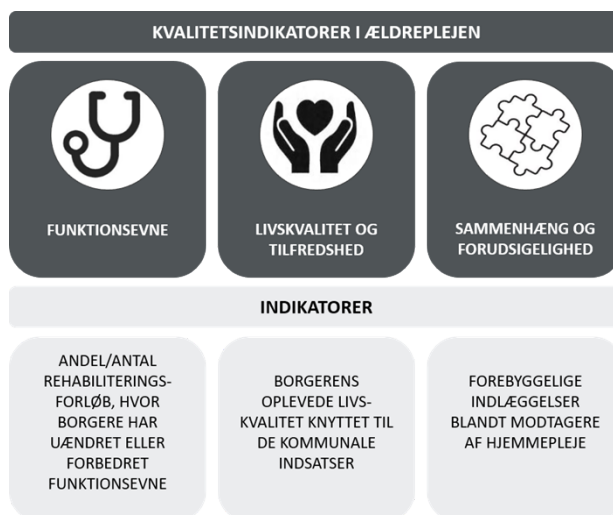 KVALITETSINDIKATORER I ÆLDREPLEJEN
FUNKTIONSEVNE
LIVSKVALITET OG
TILFREDSHED
SAMMENHÆNG OG
FORUDSIGELIGHED
INDIKATORER
ANDEL/ANTAL
REHABILITERINGS-
FORLØB, HVOR
BORGERE HAR
UÆNDRET ELLER
FORBEDRET
FUNKTIONSEVNE
BORGERENS
OPLEVEDE LIVS-
KVALITET KNYTTET TIL
DE KOMMUNALE
INDSATSER
FOREBYGGELIGE
INDLÆGGELSER
BLANDT MODTAGERE
AF HJEMMEPLEJE